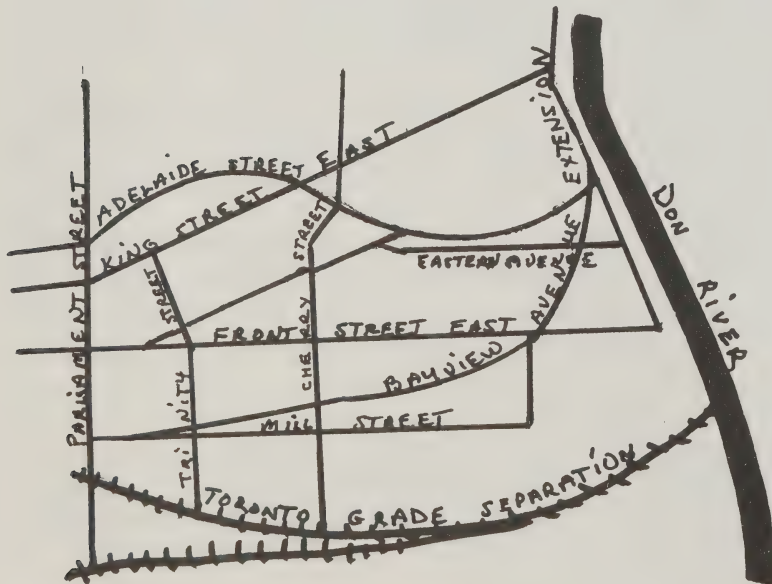 PARLIAMENT STREET
ADELAIDE STREET
KING STREET EAST
TRINITY STREET
CHERRY STREET
FRONT STREET EAST
EASTERN AVENUE
BAYVIEW AVENUE EXTENSION
MILL STREET
TORONTO GRADE SEPARATION
DON RIVER